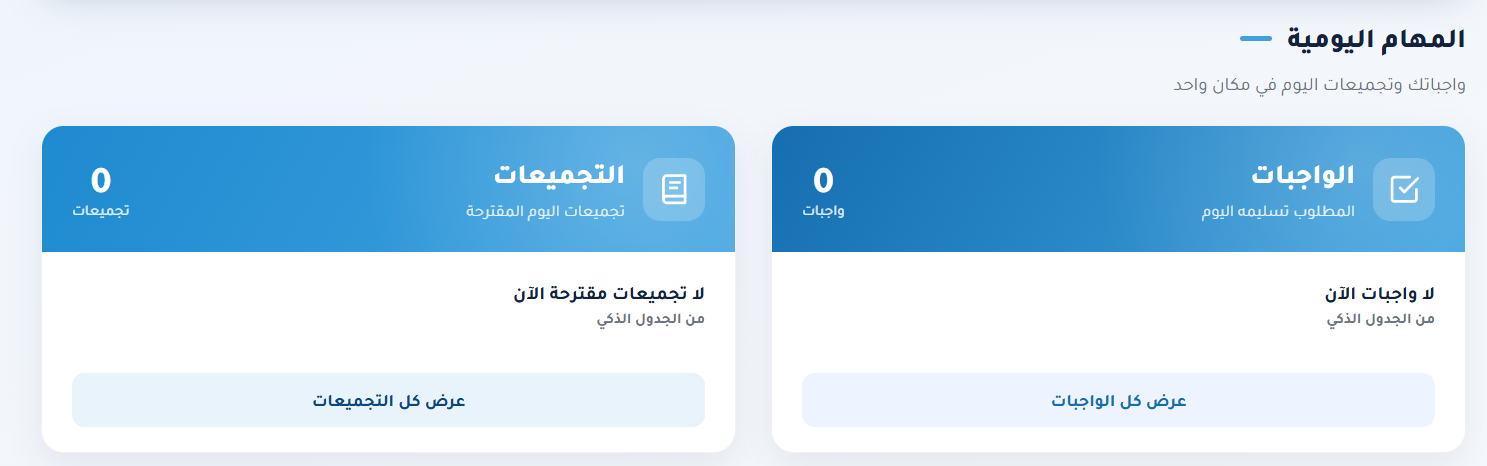 المهام اليومية
واجباتك وتجميعات اليوم في مكان واحد
الواجبات
المطلوب تسليمه اليوم
0
واجبات
لا واجبات الآن
من الجدول الذكي
عرض كل الواجبات
التجميعات
تجميعات اليوم المقترحة
0
تجميعات
لا تجميعات مقترحة الآن
من الجدول الذكي
عرض كل التجميعات